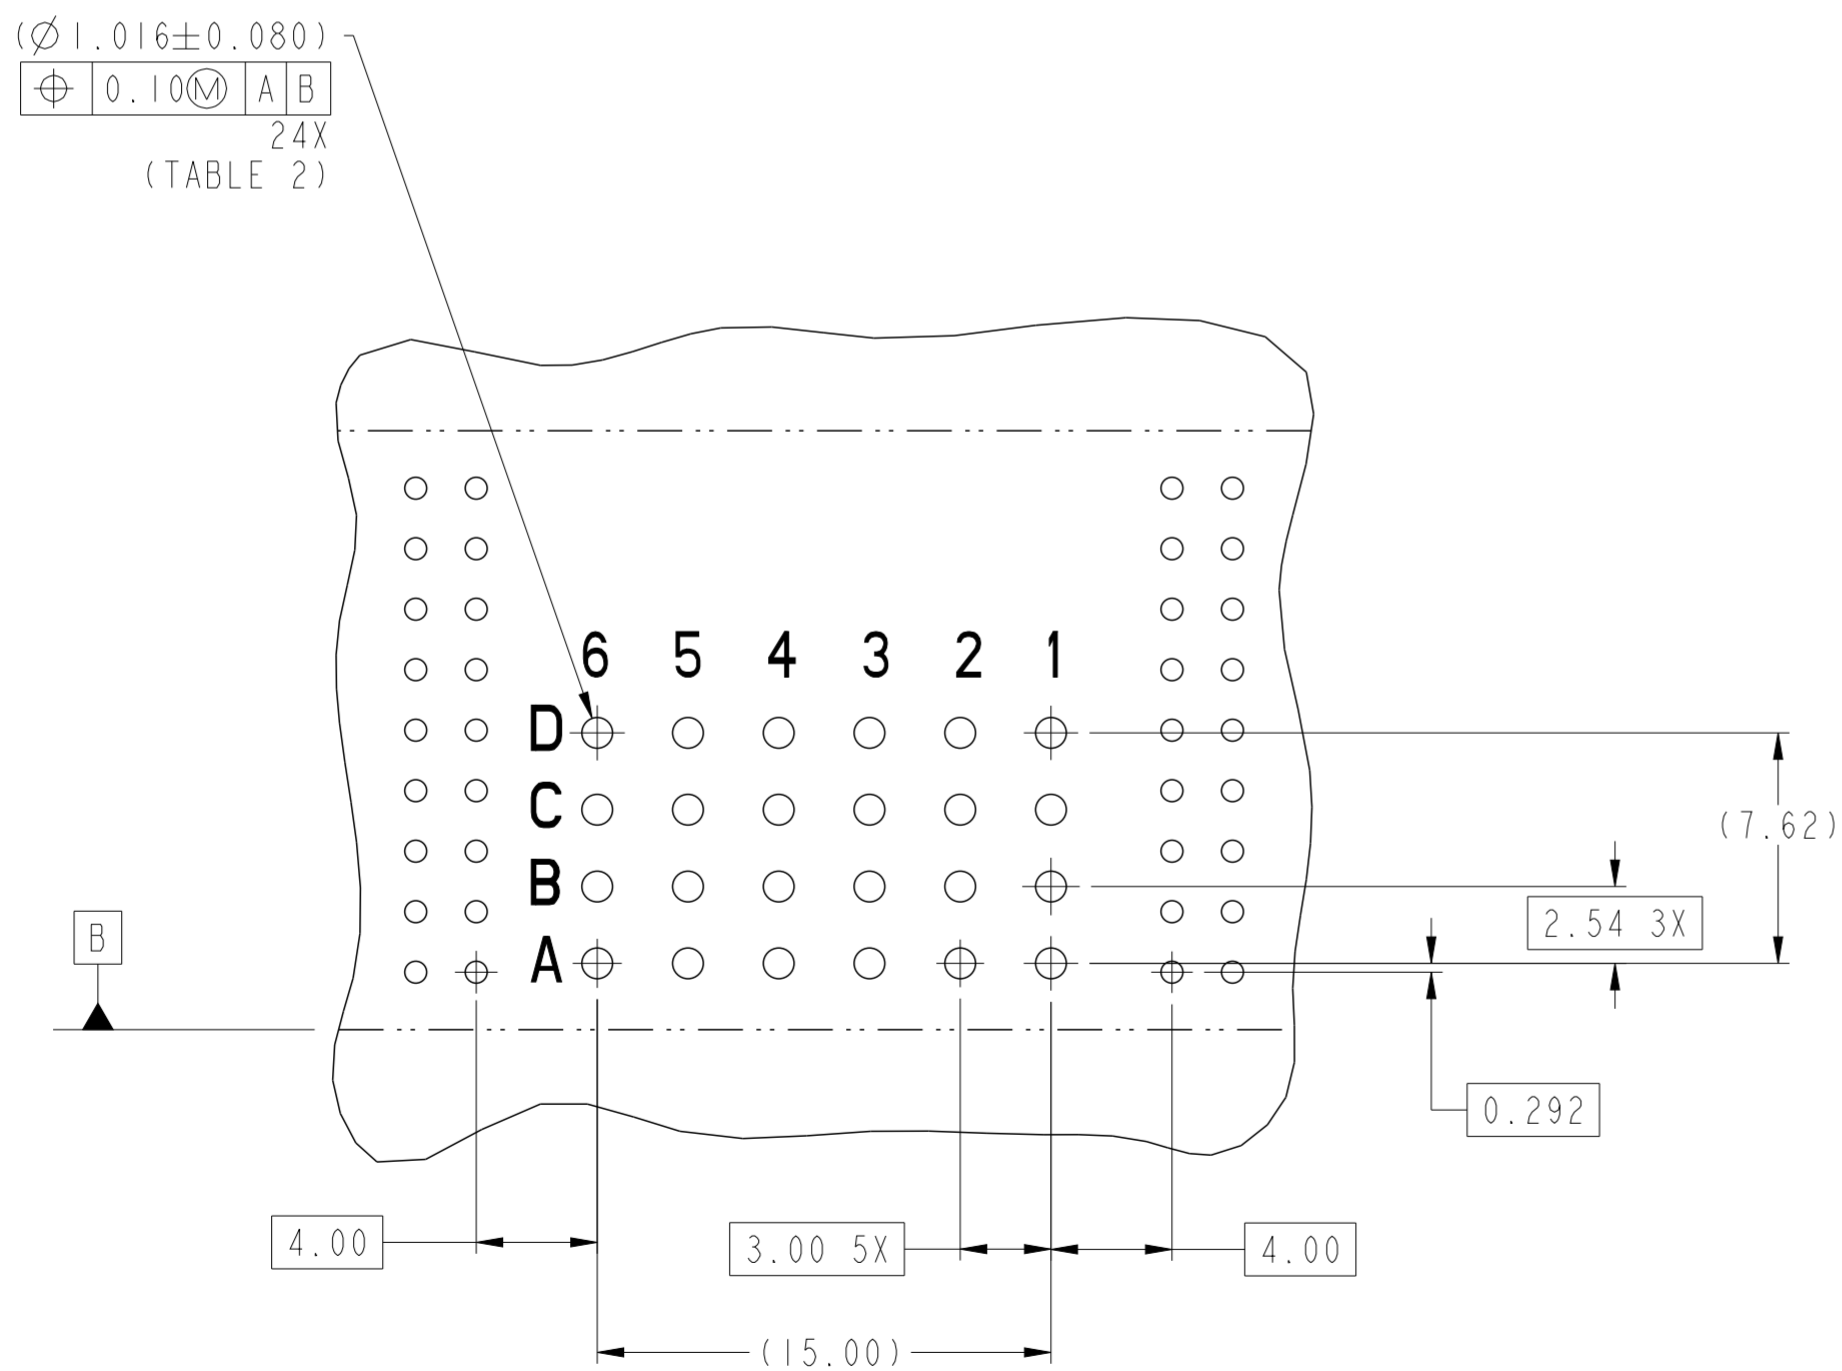 (⌀1.016±0.080)
⌖ 0.10Ⓜ A B
24X
(TABLE 2)
6 5 4 3 2 1
D
C
B
A
(7.62)
2.54 3X
B
0.292
4.00
3.00 5X
4.00
(15.00)